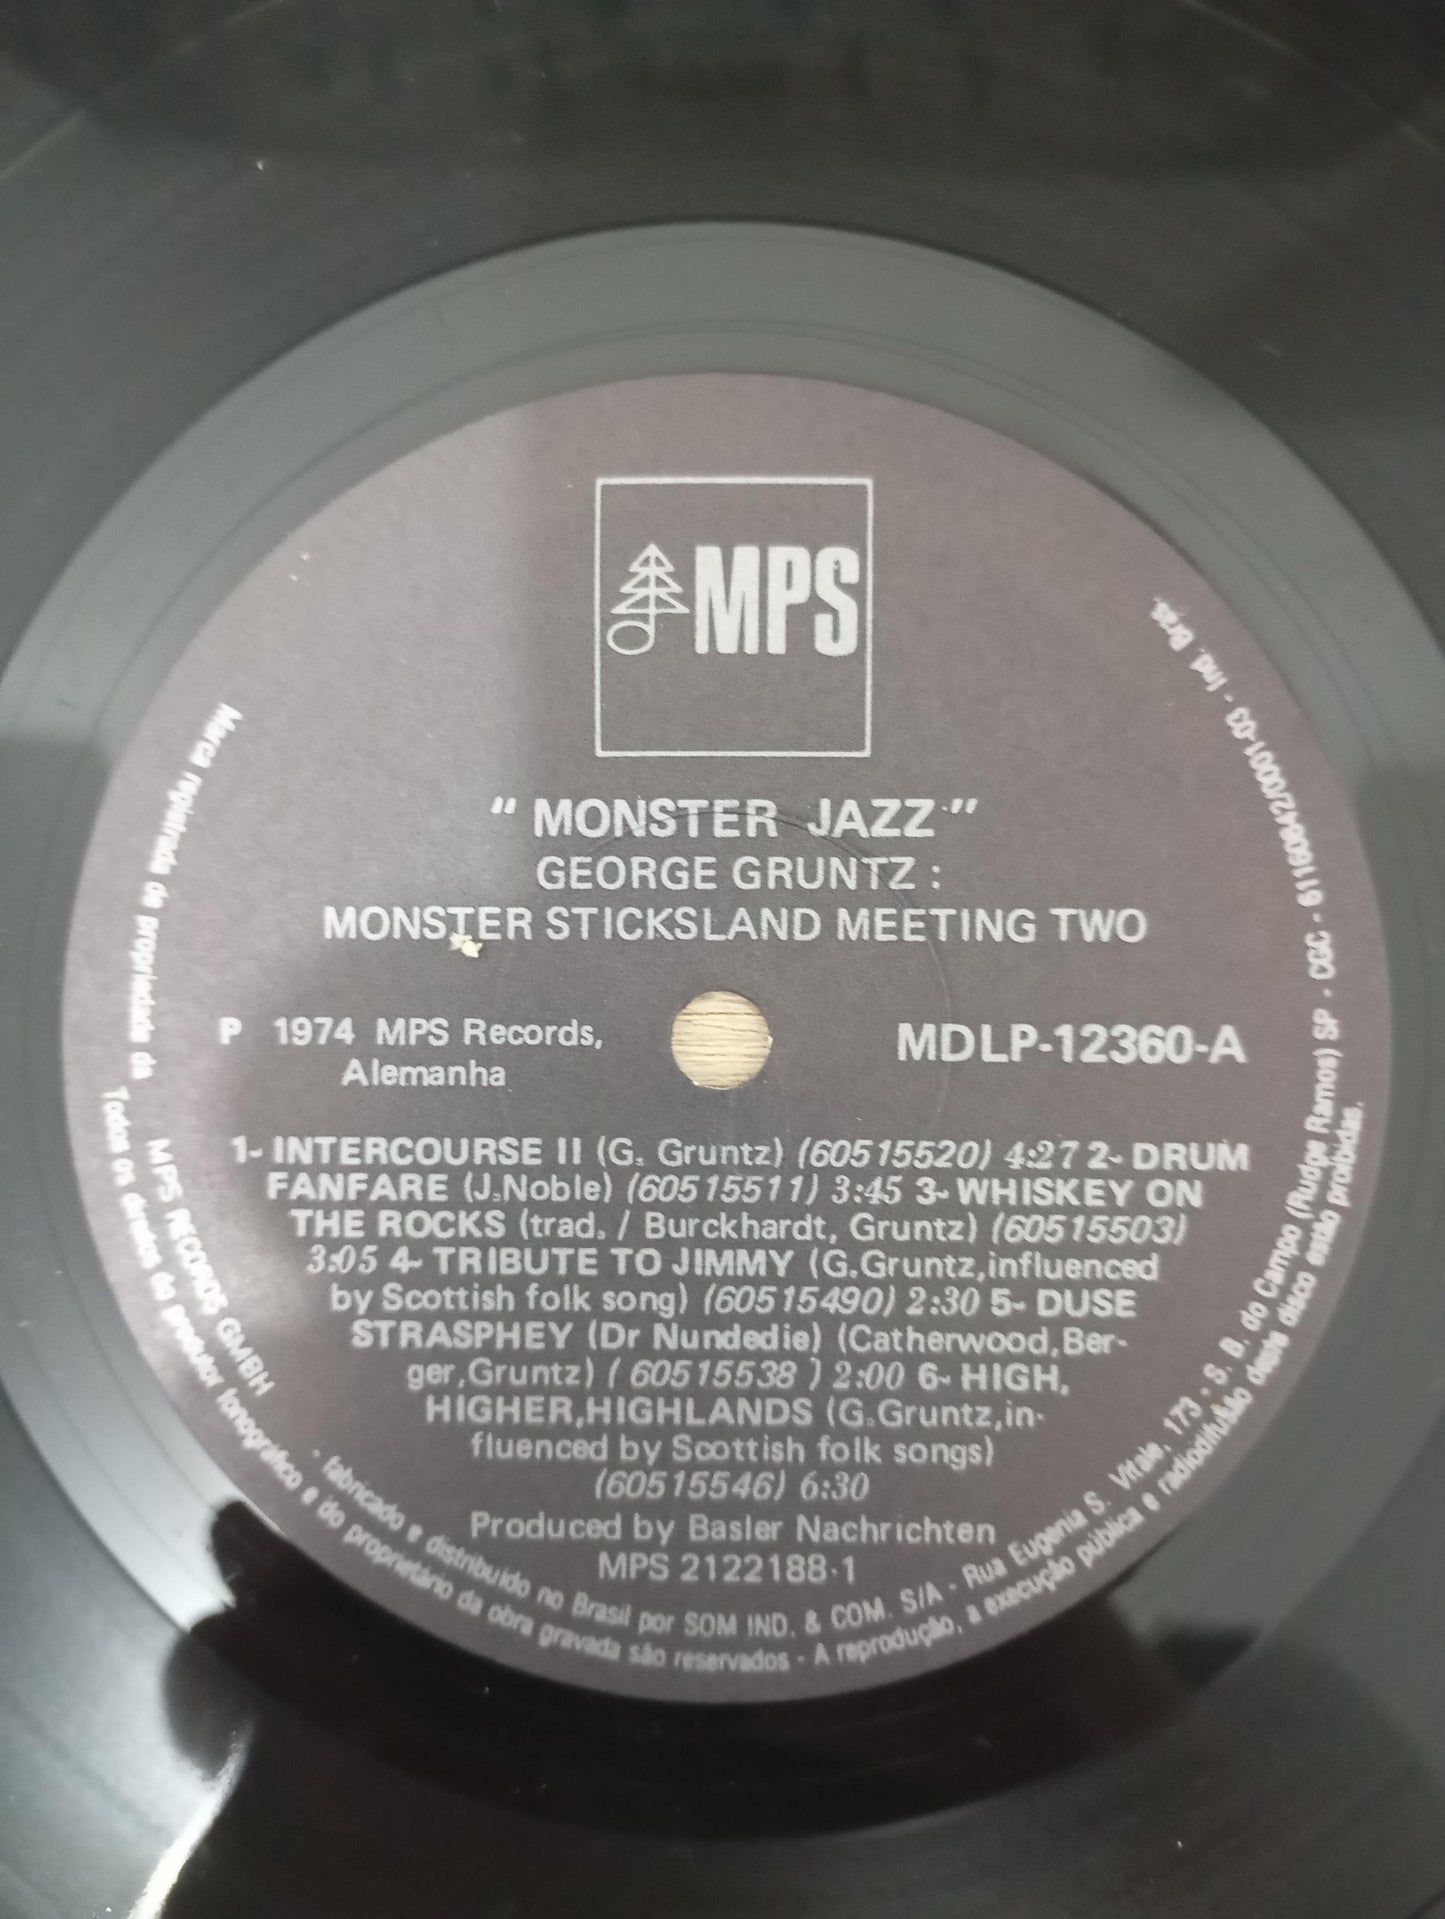 MPS
" MONSTER JAZZ "
GEORGE GRUNTZ :
MONSTER STICKSLAND MEETING TWO
P 1974 MPS Records,
Alemanha
MDLP-12360-A
1- INTERCOURSE II (G. Gruntz) (60515520) 4:27 2- DRUM
FANFARE (J.Noble) (60515511) 3:45 3- WHISKEY ON
THE ROCKS (trad. / Burckhardt, Gruntz) (60515503)
3:05 4- TRIBUTE TO JIMMY (G.Gruntz,influenced
by Scottish folk song) (60515490) 2:30 5- DUSE
STRASPHEY (Dr Nundedie) (Catherwood,Ber-
ger,Gruntz) ( 60515538 ) 2:00 6- HIGH,
HIGHER,HIGHLANDS (G.Gruntz,in-
fluenced by Scottish folk songs)
(60515546) 6:30
Produced by Basler Nachrichten
MPS 2122188-1
Marca registrada de propriedade da MPS RECORDS GMBH - fabricado e distribuido no Brasil por SOM IND. & COM. S/A - Rua Eugenia S. Vitale, 173 - S. B. do Campo (Rudge Ramos) SP - CGC - 61160842/0001-03 - Ind. Bras.
Todos os direitos do produtor fonográfico e do proprietário da obra gravada são reservados - A reprodução, a execução pública e radiodifusão deste disco estão proibidas.